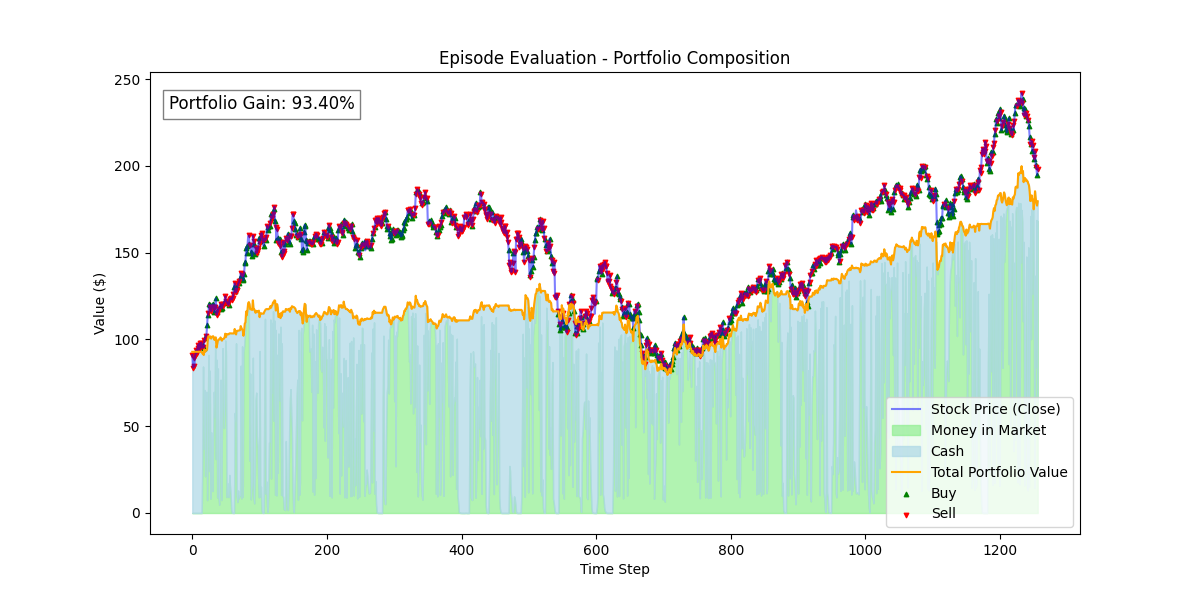 Episode Evaluation - Portfolio Composition
Portfolio Gain: 93.40%
Value ($)
250
200
150
100
50
0
0 200 400 600 800 1000 1200
Time Step
Stock Price (Close)
Money in Market
Cash
Total Portfolio Value
Buy
Sell